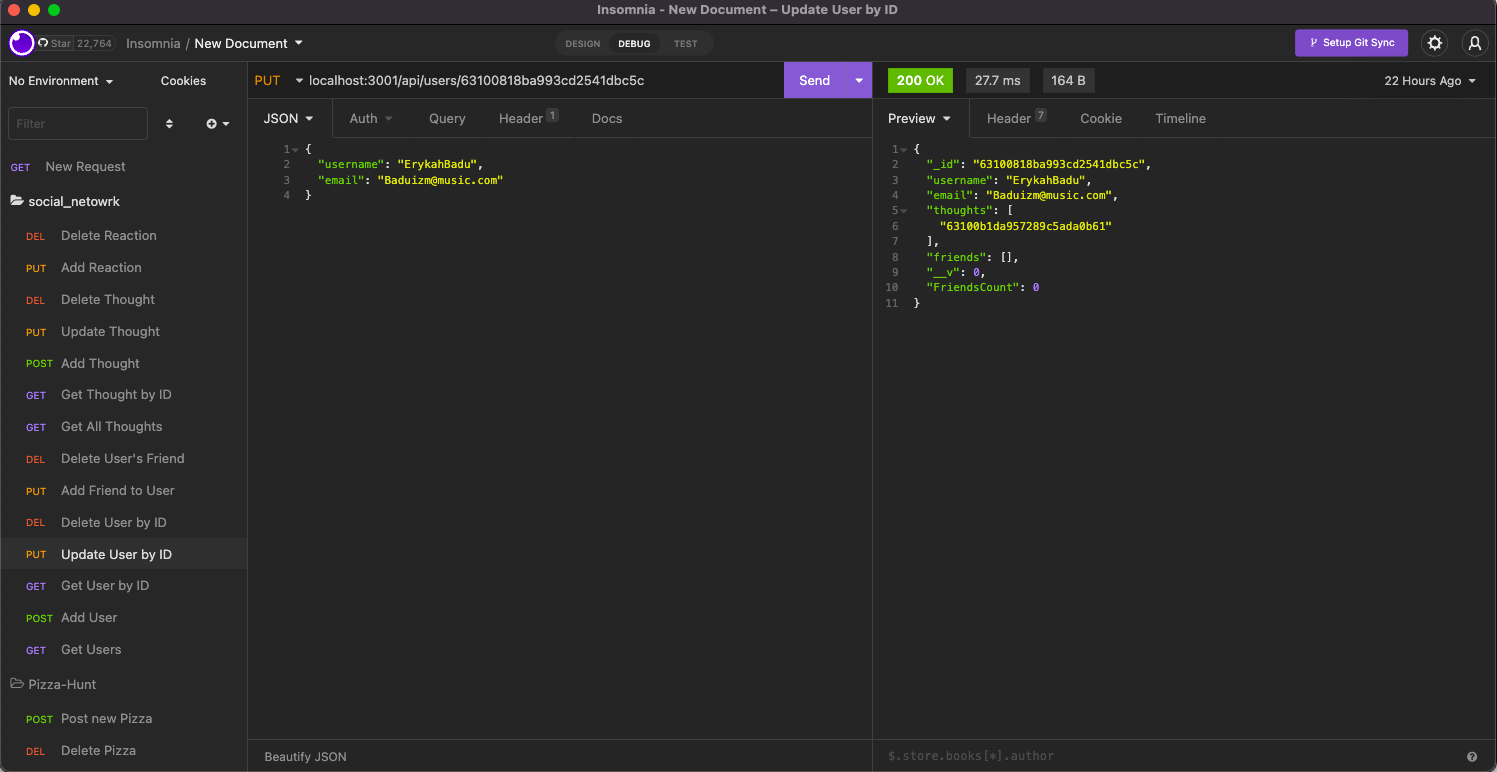 Insomnia - New Document – Update User by ID
Star 22,764 Insomnia / New Document DESIGN DEBUG TEST Setup Git Sync
No Environment Cookies
Filter
GET New Request
social_netowrk
DEL Delete Reaction
PUT Add Reaction
DEL Delete Thought
PUT Update Thought
POST Add Thought
GET Get Thought by ID
GET Get All Thoughts
DEL Delete User's Friend
PUT Add Friend to User
DEL Delete User by ID
PUT Update User by ID
GET Get User by ID
POST Add User
GET Get Users
Pizza-Hunt
POST Post new Pizza
DEL Delete Pizza
PUT localhost:3001/api/users/63100818ba993cd2541dbc5c Send
JSON Auth Query Header 1 Docs
1 {
2 "username": "ErykahBadu",
3 "email": "Baduizm@music.com"
4 }
Beautify JSON
200 OK 27.7 ms 164 B 22 Hours Ago
Preview Header 7 Cookie Timeline
1 {
2 "_id": "63100818ba993cd2541dbc5c",
3 "username": "ErykahBadu",
4 "email": "Baduizm@music.com",
5 "thoughts": [
6 "63100b1da957289c5ada0b61"
7 ],
8 "friends": [],
9 "__v": 0,
10 "FriendsCount": 0
11 }
$.store.books[*].author